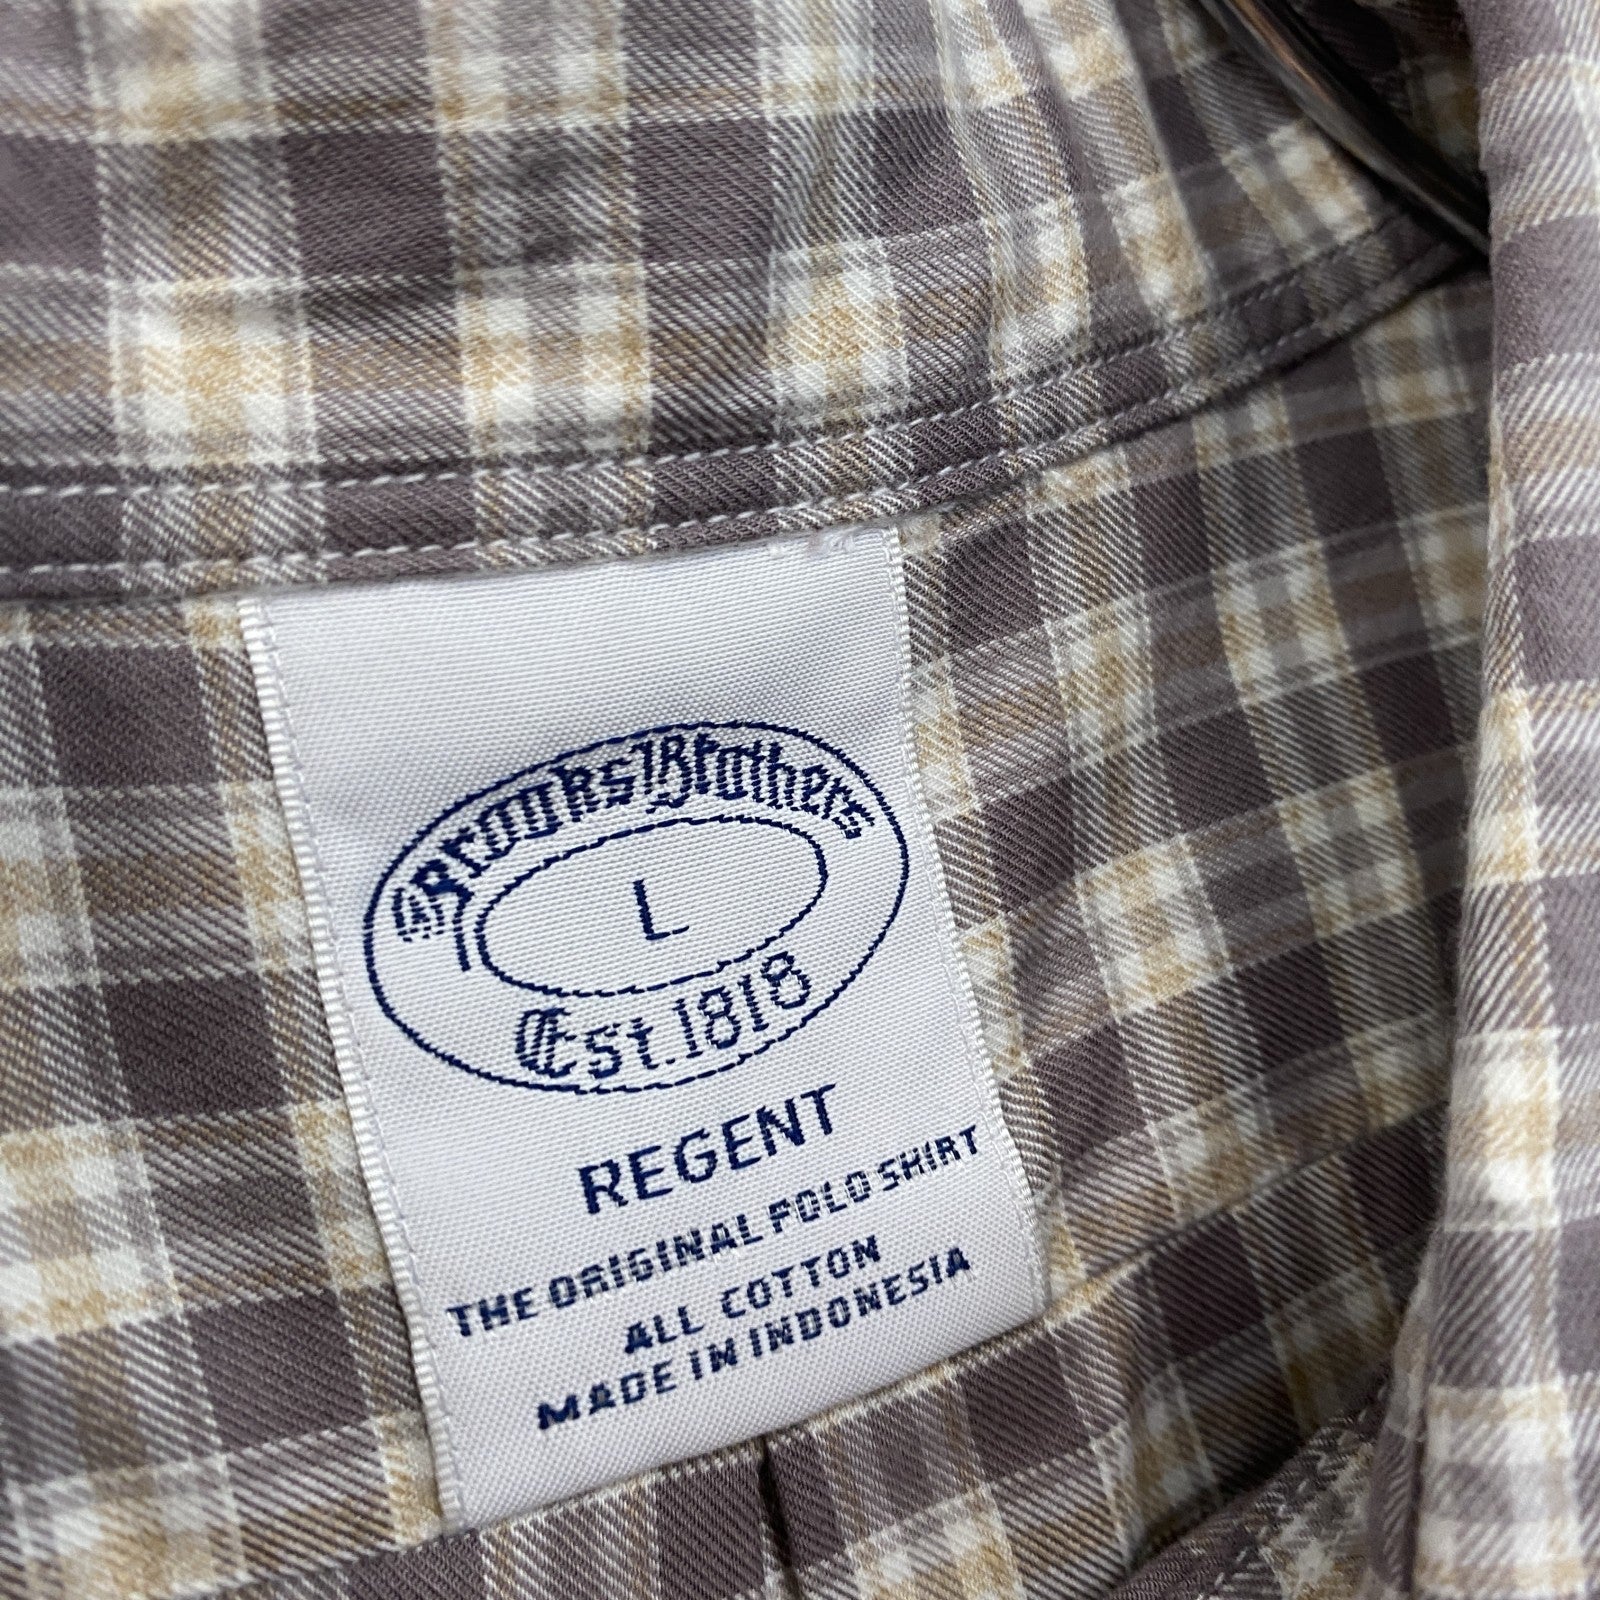 Brooks Brothers
L
Est. 1818
REGENT
THE ORIGINAL POLO SHIRT
ALL COTTON
MADE IN INDONESIA